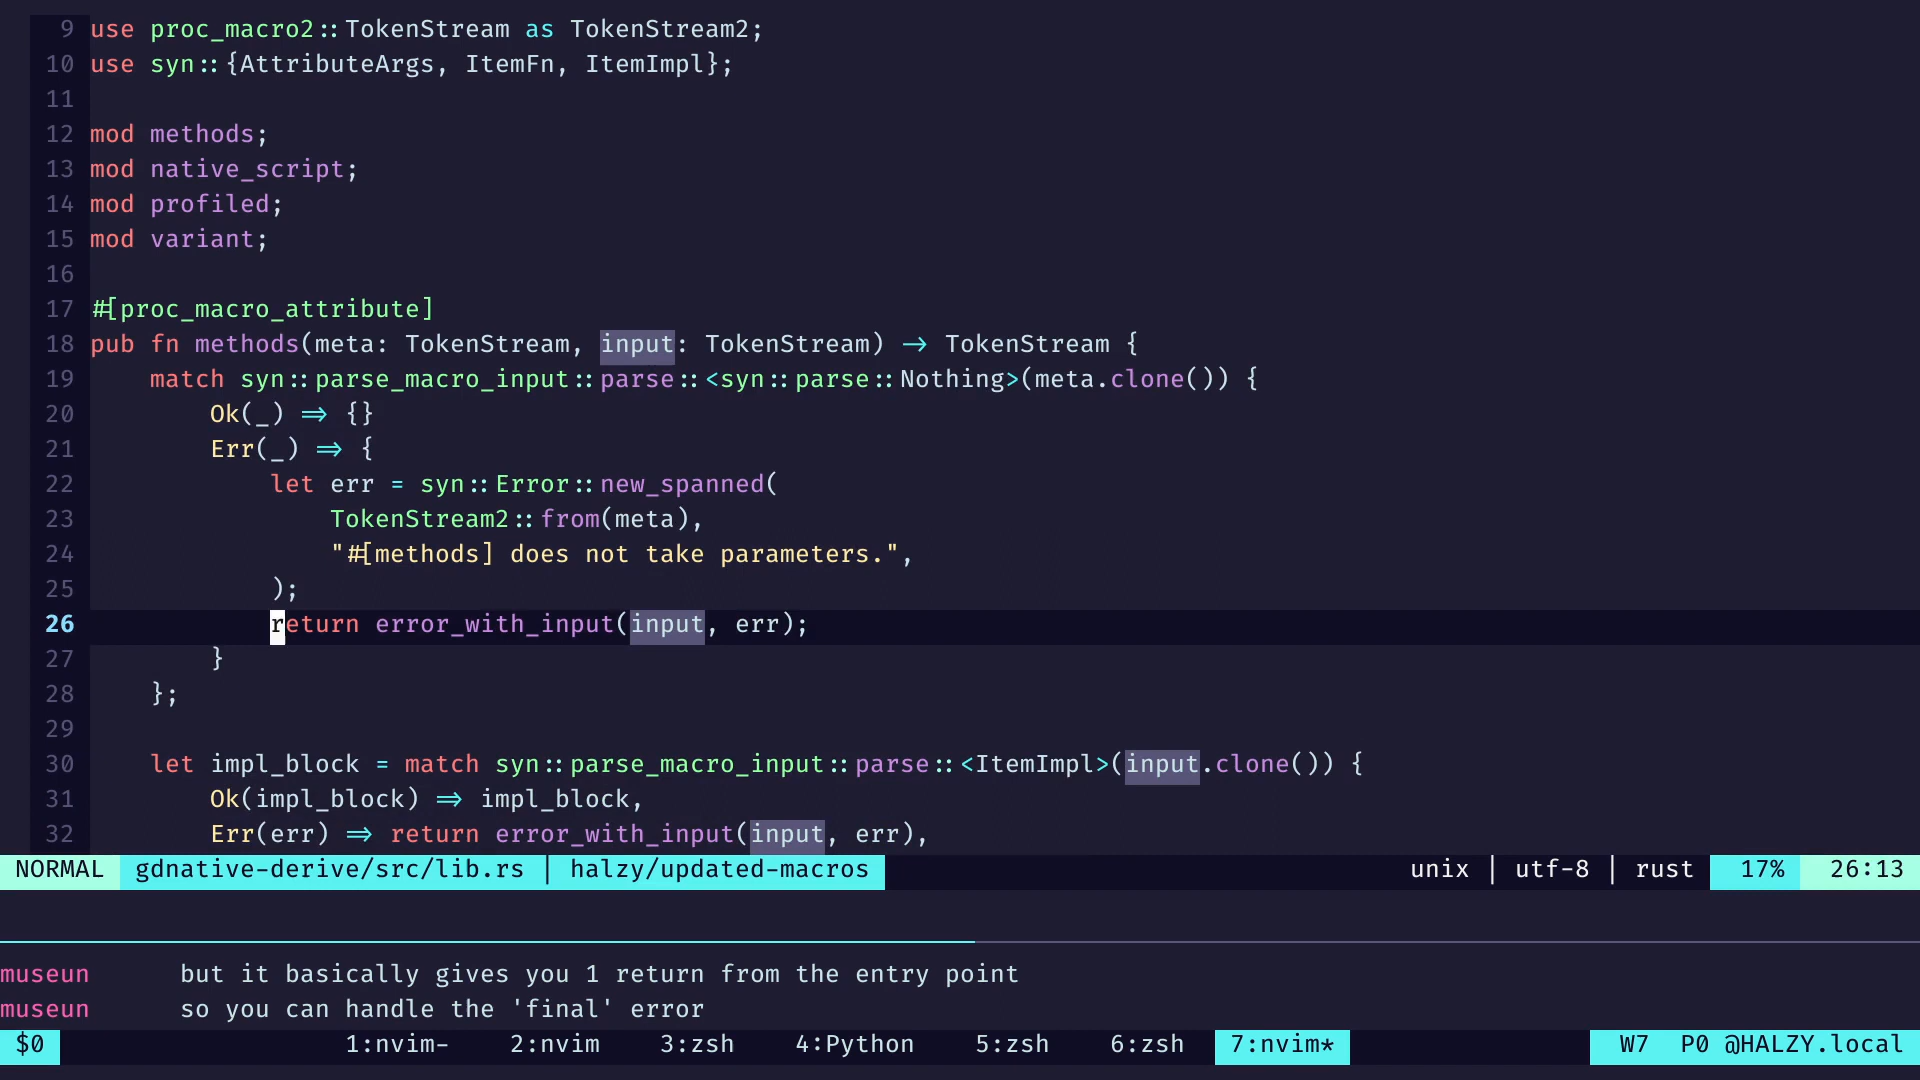 9 use proc_macro2::TokenStream as TokenStream2;
10 use syn::{AttributeArgs, ItemFn, ItemImpl};
11
12 mod methods;
13 mod native_script;
14 mod profiled;
15 mod variant;
16
17 #[proc_macro_attribute]
18 pub fn methods(meta: TokenStream, input: TokenStream) -> TokenStream {
19     match syn::parse_macro_input::parse::<syn::parse::Nothing>(meta.clone()) {
20         Ok(_) => {}
21         Err(_) => {
22             let err = syn::Error::new_spanned(
23                 TokenStream2::from(meta),
24                 "#[methods] does not take parameters.",
25             );
26             return error_with_input(input, err);
27         }
28     };
29
30     let impl_block = match syn::parse_macro_input::parse::<ItemImpl>(input.clone()) {
31         Ok(impl_block) => impl_block,
32         Err(err) => return error_with_input(input, err),
NORMAL gdnative-derive/src/lib.rs | halzy/updated-macros unix | utf-8 | rust 17% 26:13
museun but it basically gives you 1 return from the entry point
museun so you can handle the 'final' error
$0 1:nvim- 2:nvim 3:zsh 4:Python 5:zsh 6:zsh 7:nvim* W7 P0 @HALZY.local